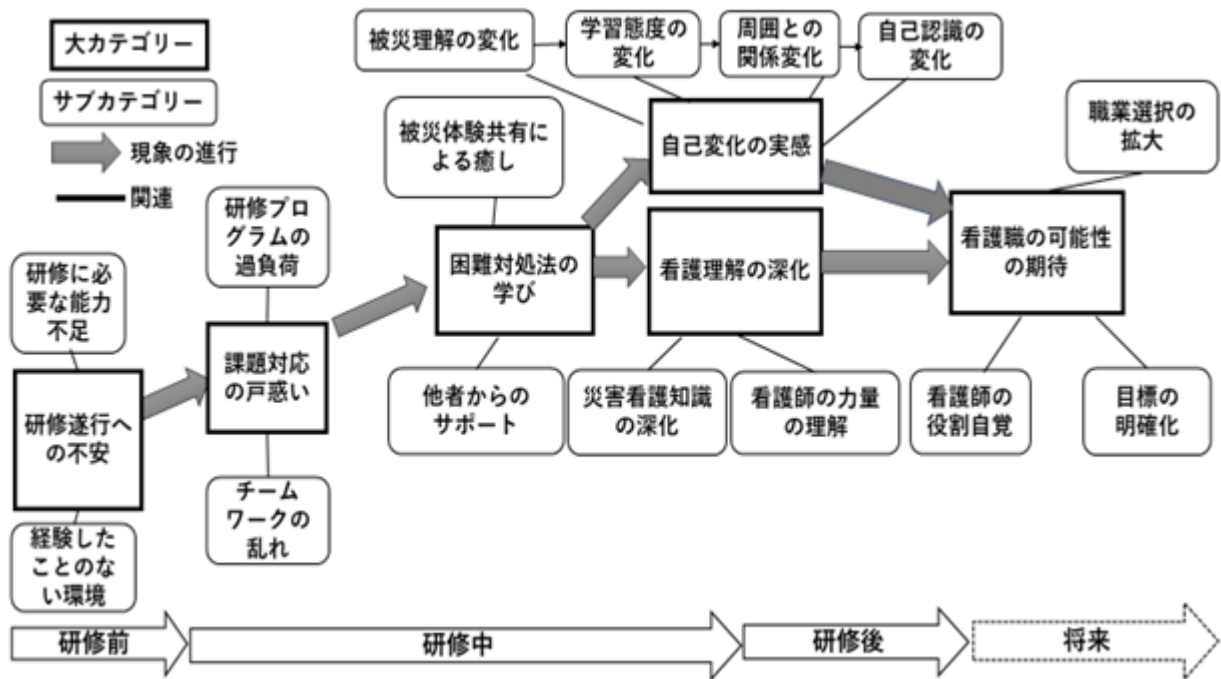 大カテゴリー
サブカテゴリー
現象の進行
関連
被災理解の変化
学習態度の
変化
周囲との
関係変化
自己認識の
変化
被災体験共有に
よる癒し
自己変化の実感
職業選択の
拡大
研修プロ
グラムの
過負荷
研修に必
要な能力
不足
困難対処法の
学び
看護理解の深化
看護職の可能性
の期待
課題対応
の戸惑い
研修遂行へ
の不安
他者からの
サポート
災害看護知識
の深化
看護師の力量
の理解
看護師の
役割自覚
目標の
明確化
チーム
ワークの
乱れ
経験した
ことのな
い環境
研修前
研修中
研修後
将来